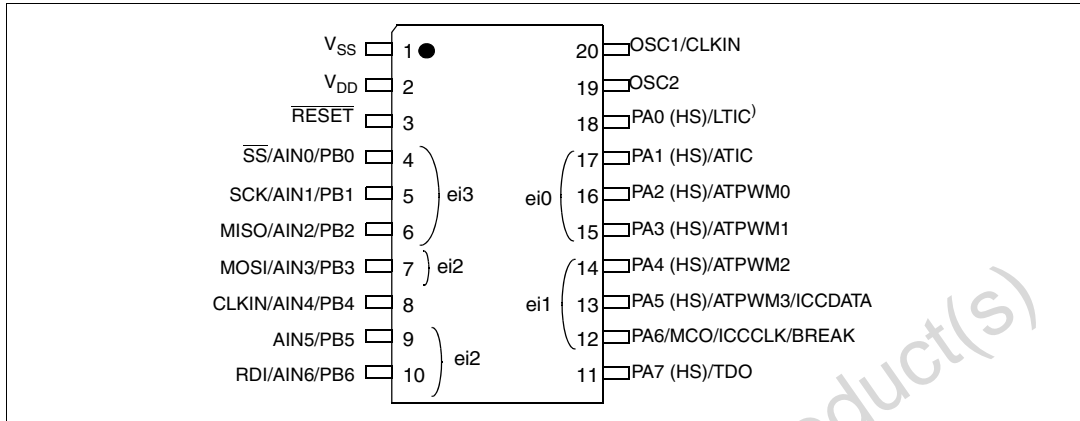 V_SS 1 20 OSC1/CLKIN
V_DD 2 19 OSC2
RESET 3 18 PA0 (HS)/LTIC)
SS/AIN0/PB0 4 17 PA1 (HS)/ATIC
SCK/AIN1/PB1 5 ei3 ei0 16 PA2 (HS)/ATPWM0
MISO/AIN2/PB2 6 15 PA3 (HS)/ATPWM1
MOSI/AIN3/PB3 7 ei2 14 PA4 (HS)/ATPWM2
CLKIN/AIN4/PB4 8 ei1 13 PA5 (HS)/ATPWM3/ICCDATA
AIN5/PB5 9 12 PA6/MCO/ICCCLK/BREAK
RDI/AIN6/PB6 10 ei2 11 PA7 (HS)/TDO